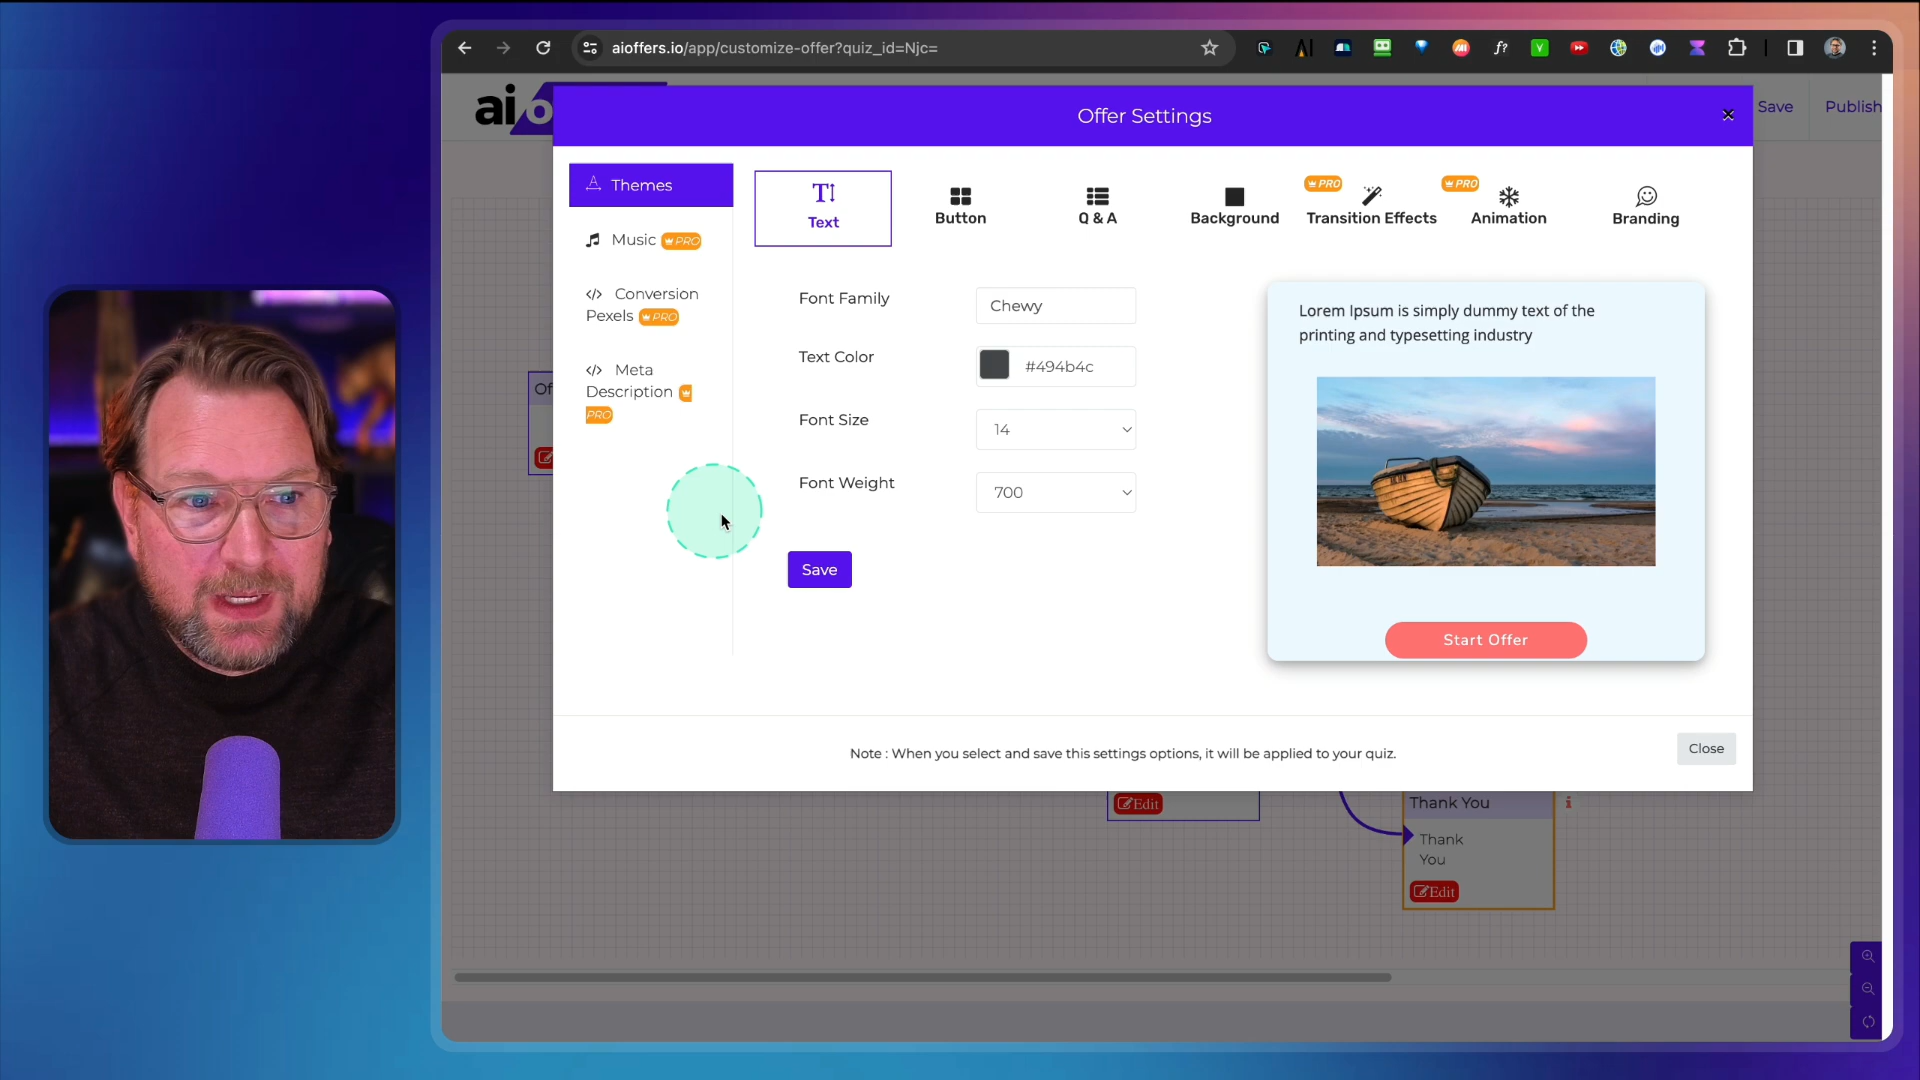 aioffers.io/app/customize-offer?quiz_id=Njc=
f?
V
aio
Offer Settings
Save
Publish
Themes
Music PRO
Conversion
Pexels PRO
Meta
Description
PRO
Text
Button
Q & A
Background
PRO
Transition Effects
PRO
Animation
Branding
Font Family
Chewy
Text Color
#494b4c
Font Size
14
Font Weight
700
Save
Lorem Ipsum is simply dummy text of the
printing and typesetting industry
Start Offer
Note : When you select and save this settings options, it will be applied to your quiz.
Close
Of
Edit
Thank You
Thank
You
Edit